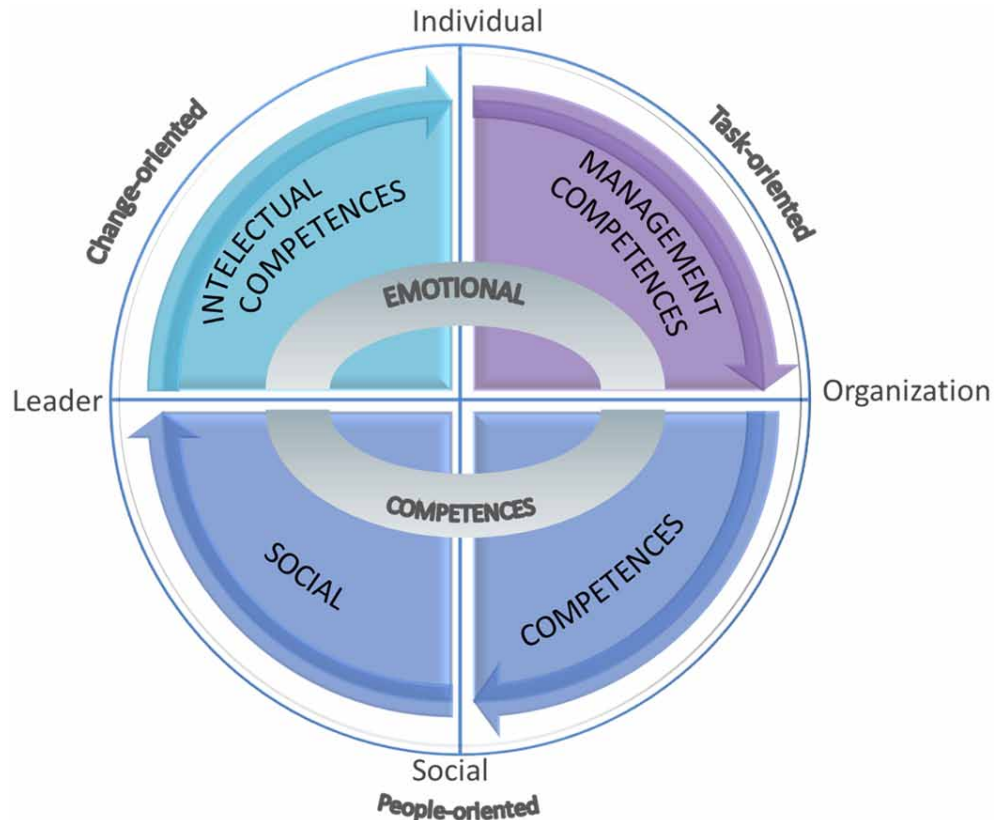 Individual
Change-oriented
Task-oriented
INTELECTUAL
COMPETENCES
MANAGEMENT
COMPETENCES
EMOTIONAL
Leader
Organization
COMPETENCES
SOCIAL
COMPETENCES
Social
People-oriented